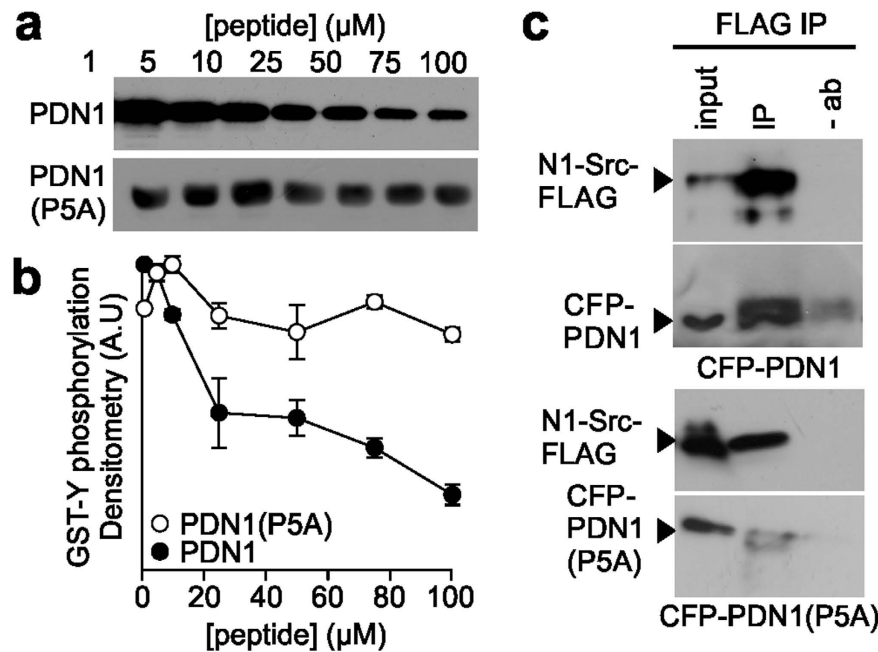 a
[peptide] (µM)
1 5 10 25 50 75 100
PDN1
PDN1
(P5A)
b
GST-Y phosphorylation
Densitometry (A.U)
PDN1(P5A)
PDN1
0 20 40 60 80 100
[peptide] (µM)
c
FLAG IP
input IP - ab
N1-Src-
FLAG
CFP-
PDN1
CFP-PDN1
N1-Src-
FLAG
CFP-
PDN1
(P5A)
CFP-PDN1(P5A)